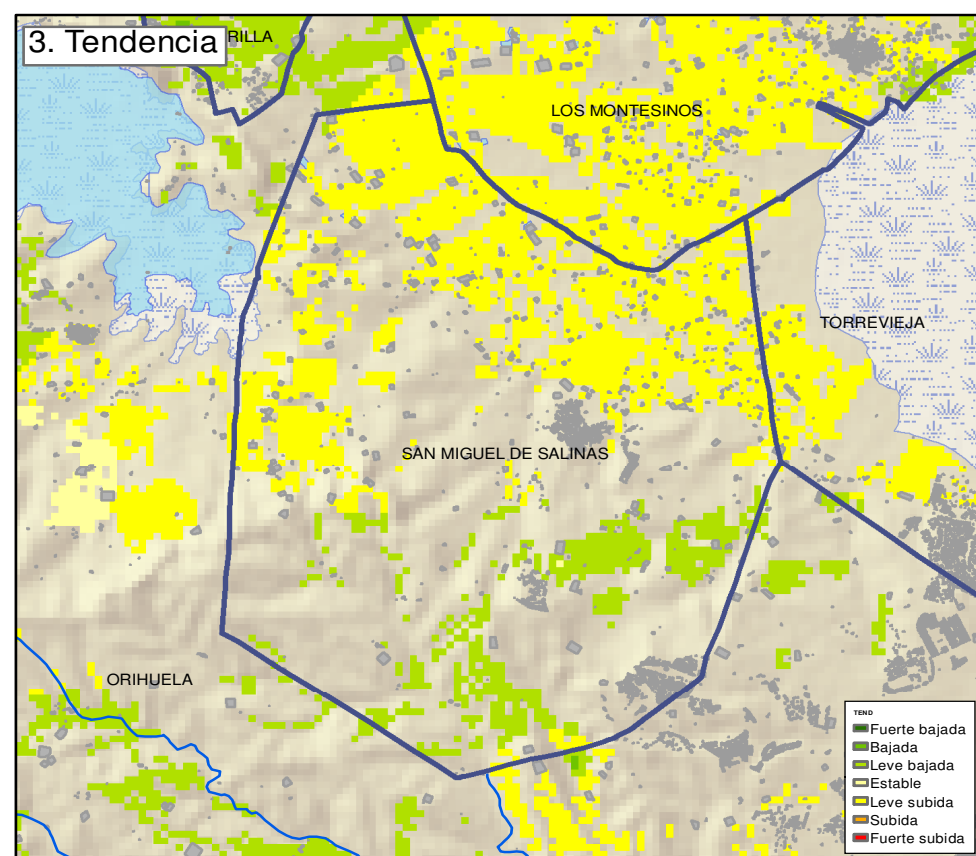 3. Tendencia
RILLA
LOS MONTESINOS
TORREVIEJA
SAN MIGUEL DE SALINAS
ORIHUELA
TEND
Fuerte bajada
Bajada
Leve bajada
Estable
Leve subida
Subida
Fuerte subida